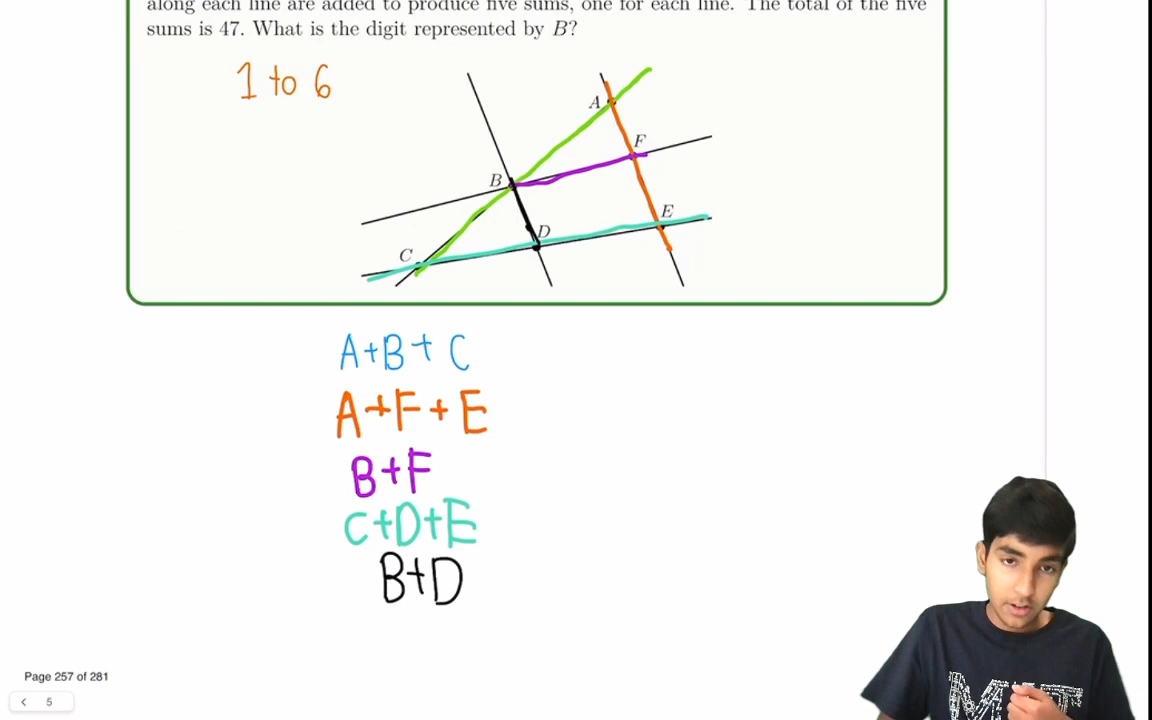 along each line are added to produce five sums, one for each line. The total of the five
sums is 47. What is the digit represented by B?
1 to 6
A
F
B
E
D
C
A+B+C
A+F+E
B+F
C+D+E
B+D
Page 257 of 281
< 5